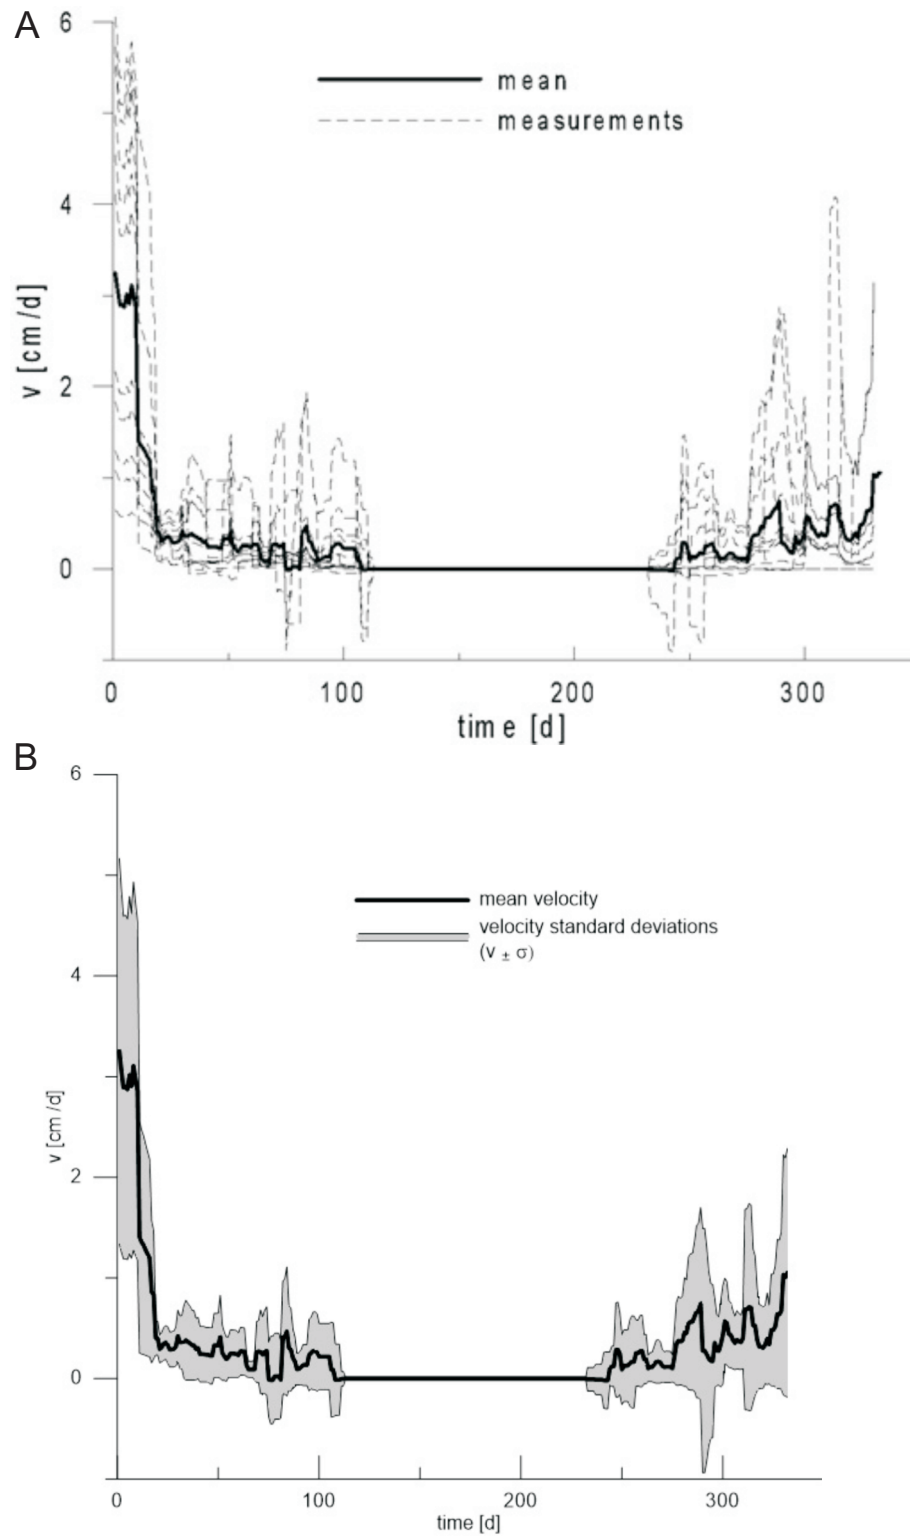 A
6
mean
measurements
4
v [cm/d]
2
0
0 100 200 300
time [d]
B
6
mean velocity
velocity standard deviations
(v ± σ)
4
v [cm/d]
2
0
0 100 200 300
time [d]